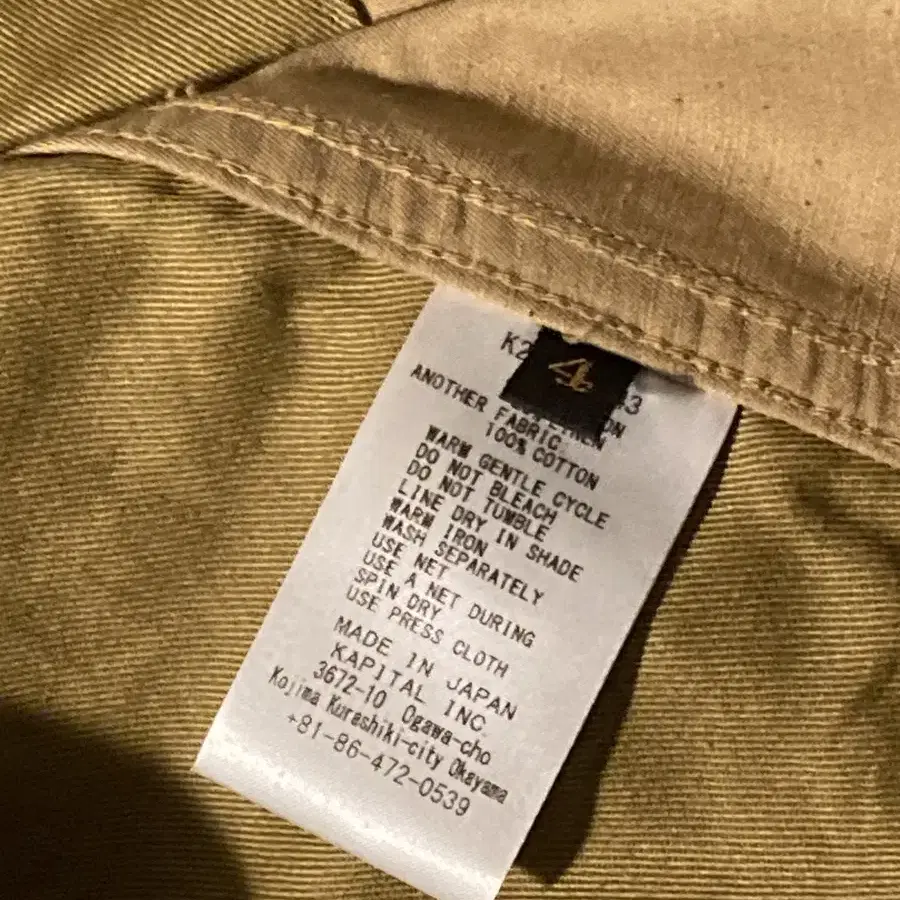 4
ANOTHER FABRIC
100% COTTON
WARM GENTLE CYCLE
DO NOT BLEACH
DO NOT TUMBLE
LINE DRY IN SHADE
WARM IRON
WASH SEPARATELY
USE NET
USE A NET DURING
SPIN DRY
USE PRESS CLOTH
MADE IN JAPAN
KAPITAL INC
3672-10 Ogawa-cho
Kojima Kurashiki-city Okayama
+81-86-472-0539